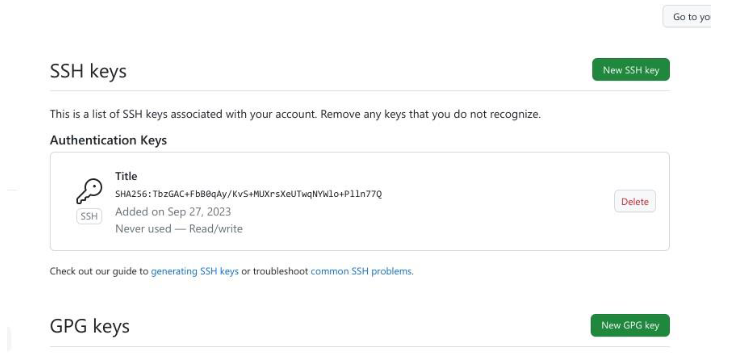 Go to yo
SSH keys
New SSH key
This is a list of SSH keys associated with your account. Remove any keys that you do not recognize.
Authentication Keys
Title
SHA256:TbzGAC+FbB0qAy/KvS+MUXrsXeUTwqNYWlo+Plln77Q
SSH
Added on Sep 27, 2023
Never used — Read/write
Delete
Check out our guide to generating SSH keys or troubleshoot common SSH problems.
GPG keys
New GPG key